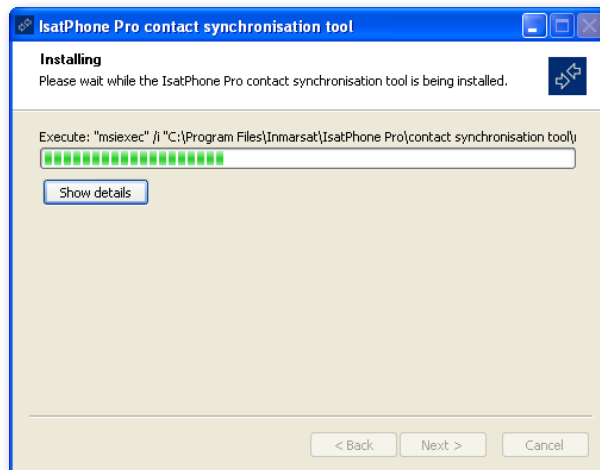 IsatPhone Pro contact synchronisation tool
Installing
Please wait while the IsatPhone Pro contact synchronisation tool is being installed.
Execute: "msiexec" /i "C:\Program Files\Inmarsat\IsatPhone Pro\contact synchronisation tool\
Show details
< Back Next > Cancel